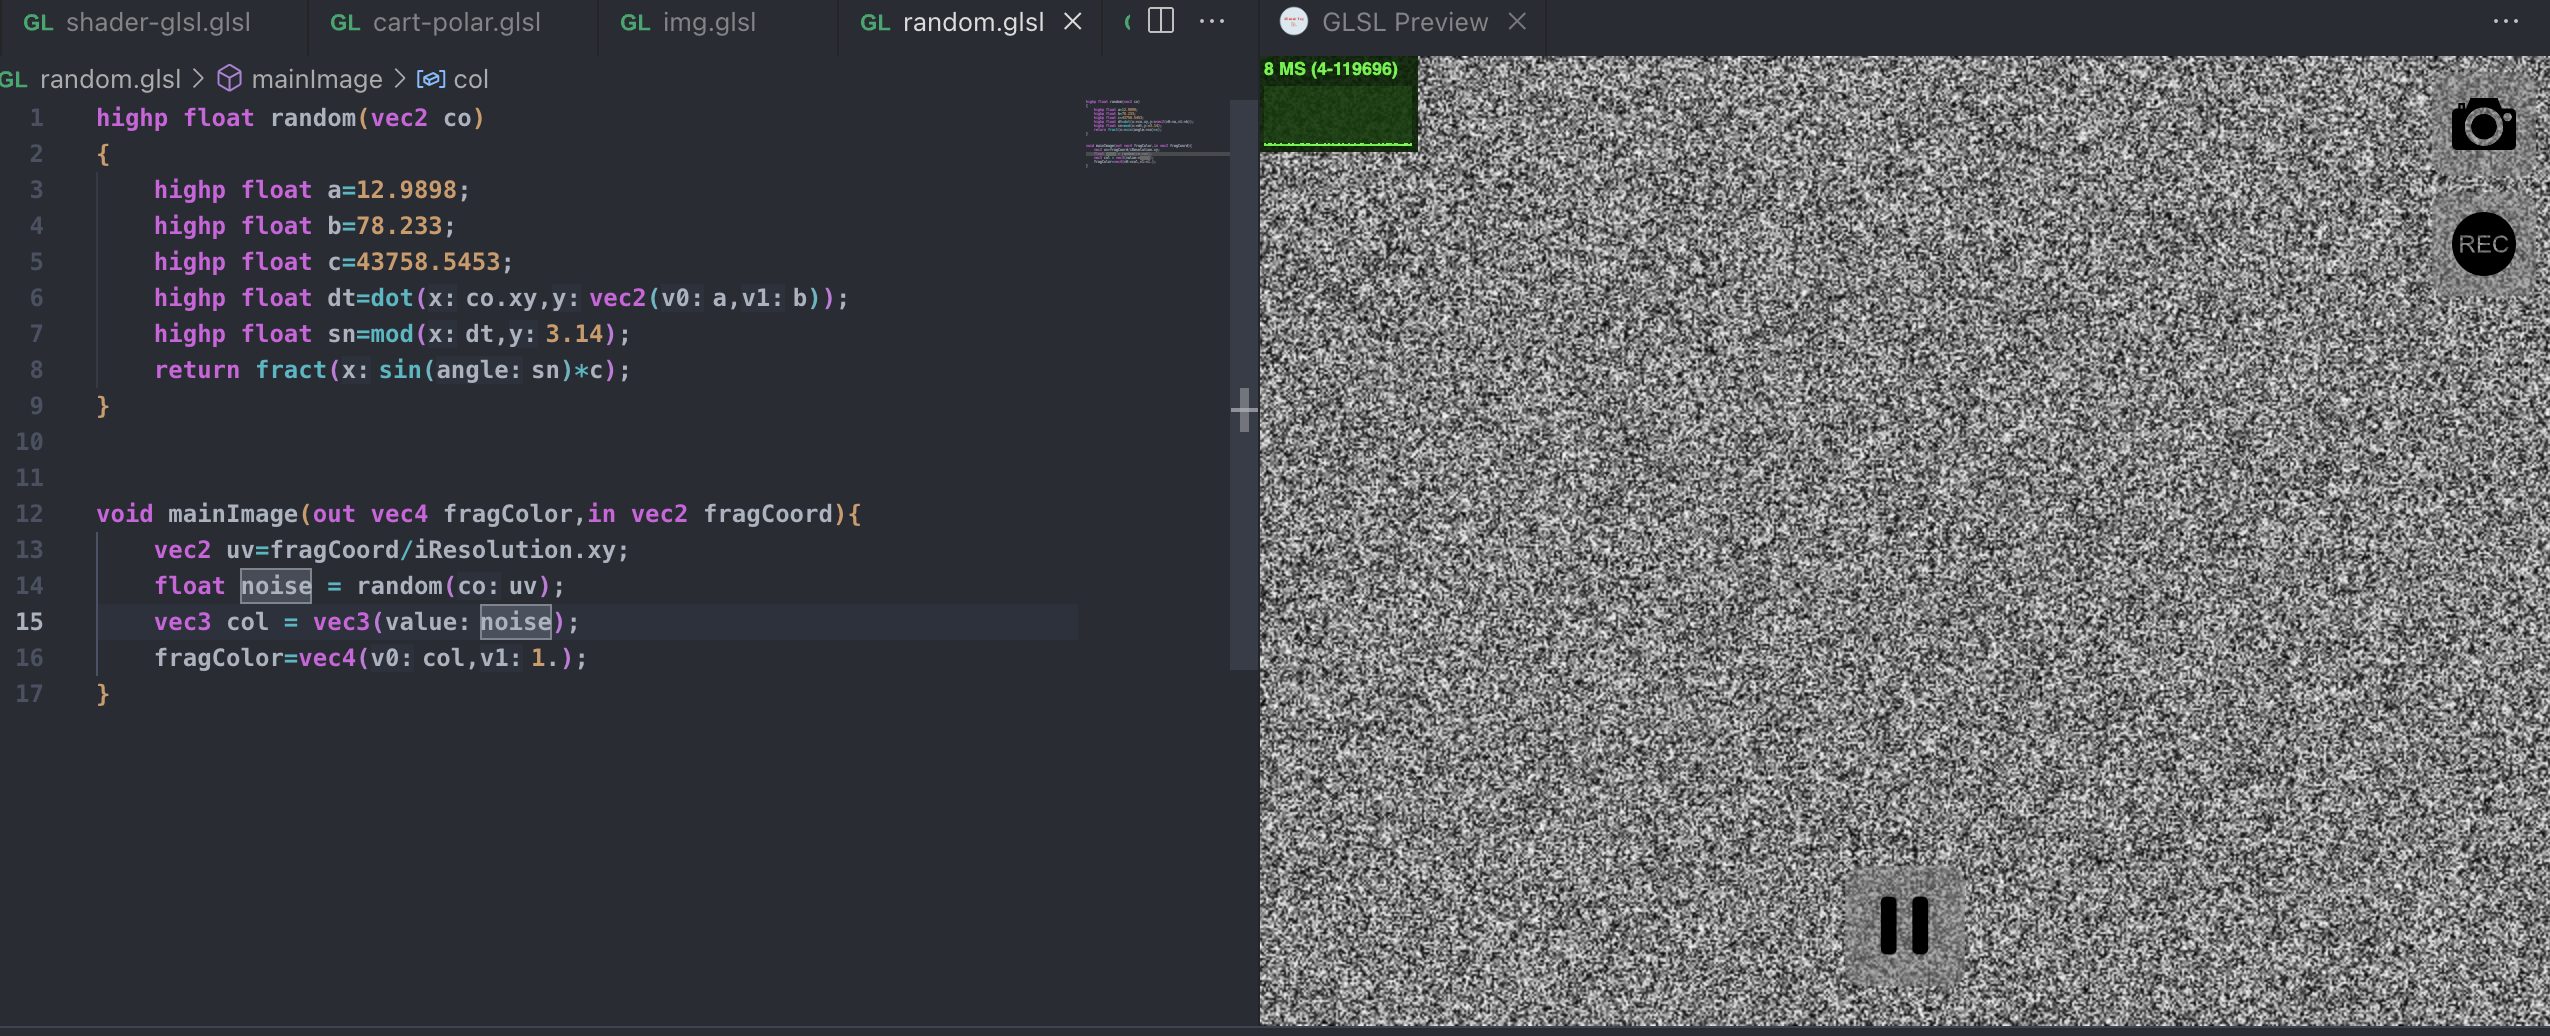 GL shader-glsl.glsl GL cart-polar.glsl GL img.glsl GL random.glsl
GL random.glsl > mainImage > col
1 highp float random(vec2 co)
2 {
3 highp float a=12.9898;
4 highp float b=78.233;
5 highp float c=43758.5453;
6 highp float dt=dot(x: co.xy,y: vec2(v0: a,v1: b));
7 highp float sn=mod(x: dt,y: 3.14);
8 return fract(x: sin(angle: sn)*c);
9 }
10
11
12 void mainImage(out vec4 fragColor,in vec2 fragCoord){
13 vec2 uv=fragCoord/iResolution.xy;
14 float noise = random(co: uv);
15 vec3 col = vec3(value: noise);
16 fragColor=vec4(v0: col,v1: 1.);
17 }
GLSL Preview
8 MS (4-119696)
REC